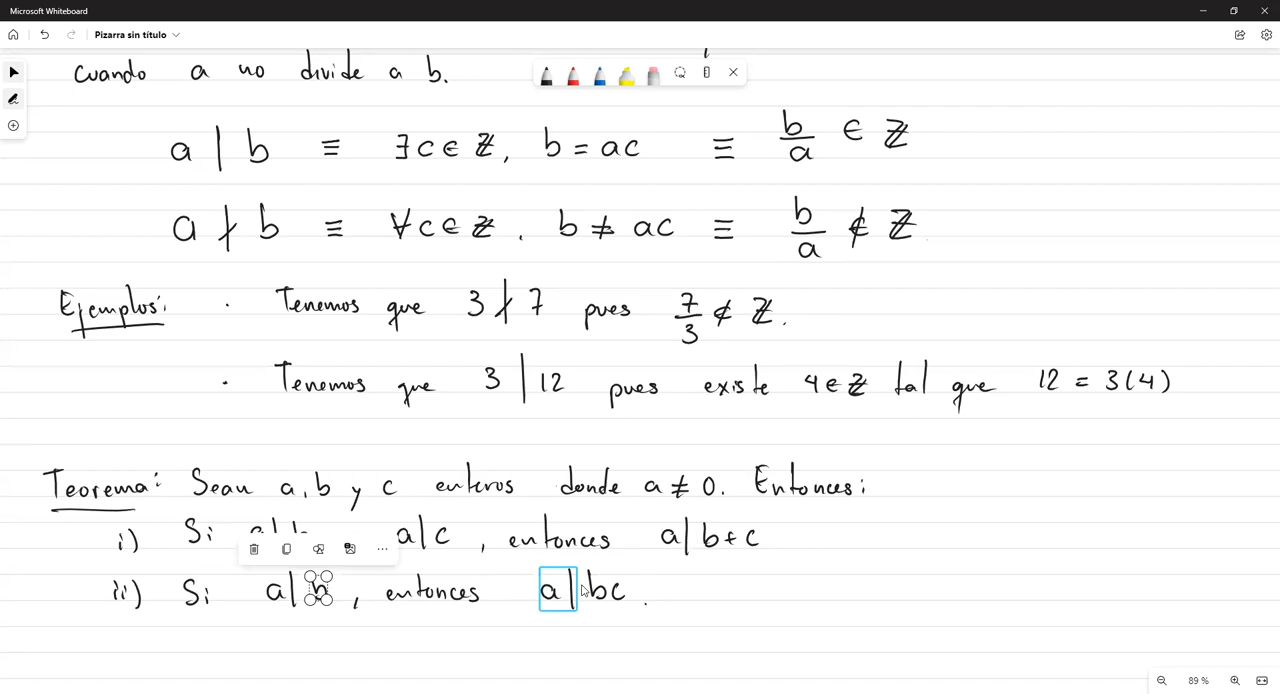 Microsoft Whiteboard
Pizarra sin título
cuando a no divide a b.
a | b ≡ ∃c∈ℤ, b = ac ≡ b/a ∈ ℤ
a ∤ b ≡ ∀c∈ℤ. b ≠ ac ≡ b/a ∉ ℤ
Ejemplos: · Tenemos que 3 ∤ 7 pues 7/3 ∉ ℤ.
· Tenemos que 3 | 12 pues existe 4∈ℤ tal que 12 = 3(4)
Teorema: Sean a, b y c enteros donde a ≠ 0. Entonces:
i) Si a|c, entonces a|b+c
ii) Si a|b, entonces a|bc.
89 %